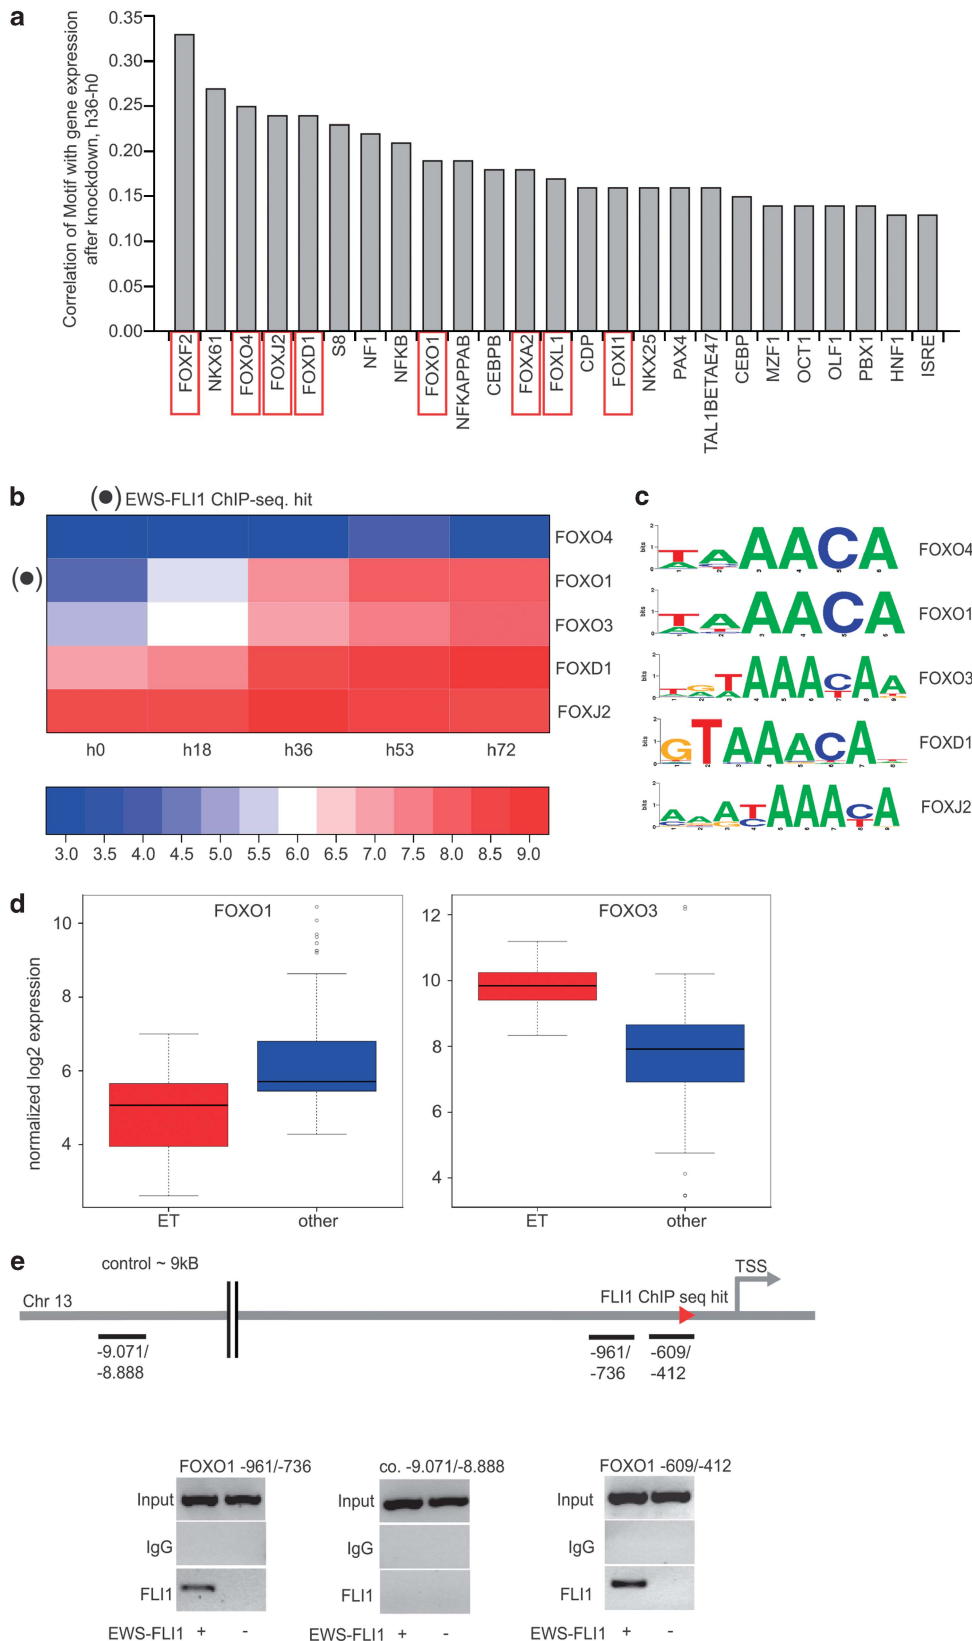 a
Correlation of Motif with gene expression
after knockdown, h36-h0
0.35
0.30
0.25
0.20
0.15
0.10
0.05
0.00
FOXF2
NKX61
FOXO4
FOXJ2
FOXD1
S8
NF1
NFKB
FOXO1
NFKAPPAB
CEBPB
FOXA2
FOXL1
CDP
FOXI1
NKX25
PAX4
TAL1BETAE47
CEBP
MZF1
OCT1
OLF1
PBX1
HNF1
ISRE
b
(●) EWS-FLI1 ChIP-seq. hit
FOXO4
(●) FOXO1
FOXO3
FOXD1
FOXJ2
h0 h18 h36 h53 h72
3.0 3.5 4.0 4.5 5.0 5.5 6.0 6.5 7.0 7.5 8.0 8.5 9.0
c
FOXO4
FOXO1
FOXO3
FOXD1
FOXJ2
d
normalized log2 expression
FOXO1
10
8
6
4
ET other
FOXO3
12
10
8
6
4
ET other
e
control ~ 9kB
TSS
Chr 13
FLI1 ChIP seq hit
-9.071/
-8.888
-961/
-736
-609/
-412
FOXO1 -961/-736
Input
IgG
FLI1
EWS-FLI1 + -
co. -9.071/-8.888
Input
IgG
FLI1
EWS-FLI1 + -
FOXO1 -609/-412
Input
IgG
FLI1
EWS-FLI1 + -